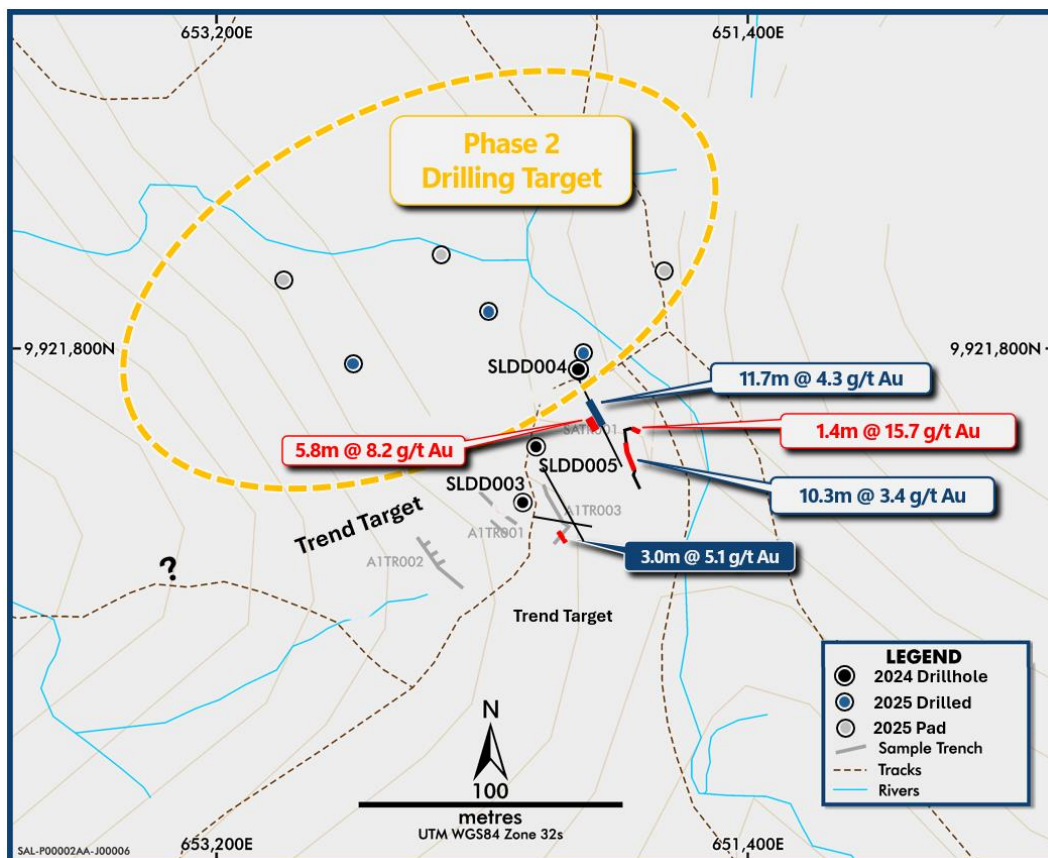 653,200E
651,400E
Phase 2
Drilling Target
9,921,800N
9,921,800N
SLDD004
11.7m @ 4.3 g/t Au
SATR001
1.4m @ 15.7 g/t Au
5.8m @ 8.2 g/t Au
SLDD005
10.3m @ 3.4 g/t Au
SLDD003
Trend Target
A1TR003
A1TR001
A1TR002
3.0m @ 5.1 g/t Au
?
Trend Target
LEGEND
2024 Drillhole
2025 Drilled
2025 Pad
Sample Trench
Tracks
Rivers
N
100
metres
UTM WGS84 Zone 32s
SAL-P00002AA-J00006
653,200E
651,400E